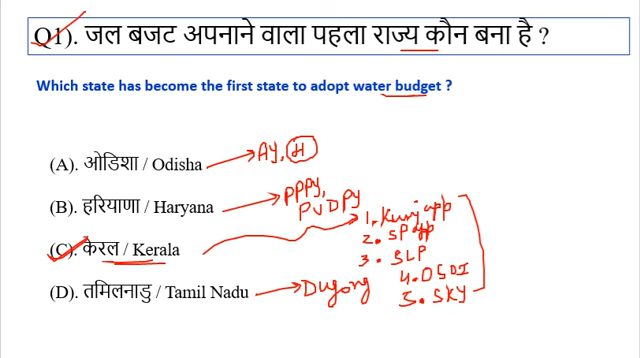 Q1). जल बजट अपनाने वाला पहला राज्य कौन बना है ?
Which state has become the first state to adopt water budget ?
(A). ओडिशा / Odisha AY, H
(B). हरियाणा / Haryana PPPY,
PVDPY
1. Kunj app
(C). केरल / Kerala 2. SP app
3. SLP
4. OSDI
(D). तमिलनाडु / Tamil Nadu Dugong 5. SKY